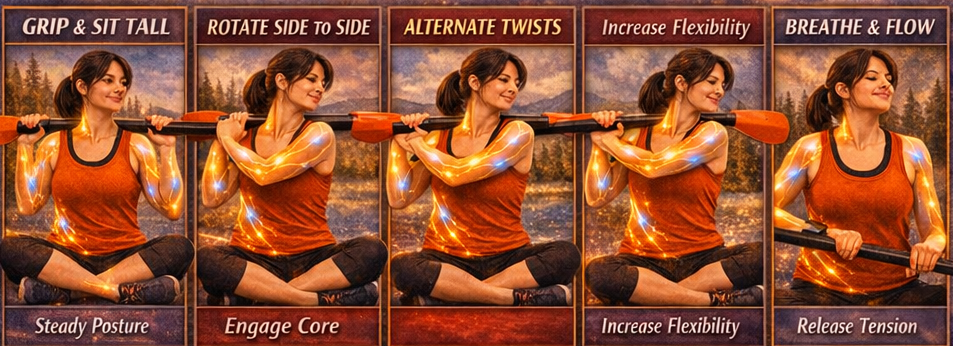 GRIP & SIT TALL
Steady Posture
ROTATE SIDE TO SIDE
Engage Core
ALTERNATE TWISTS
Increase Flexibility
Increase Flexibility
BREATHE & FLOW
Release Tension